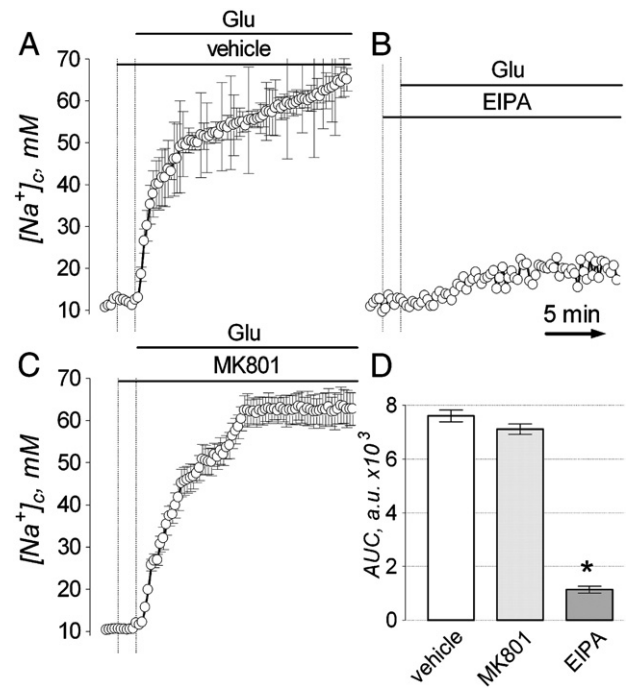 A
Glu
vehicle
70
60
50
40
30
20
10
[Na⁺]c, mM
B
Glu
EIPA
5 min
C
Glu
MK801
70
60
50
40
30
20
10
[Na⁺]c, mM
D
8
6
4
2
0
AUC, a.u. x10³
*
vehicle
MK801
EIPA